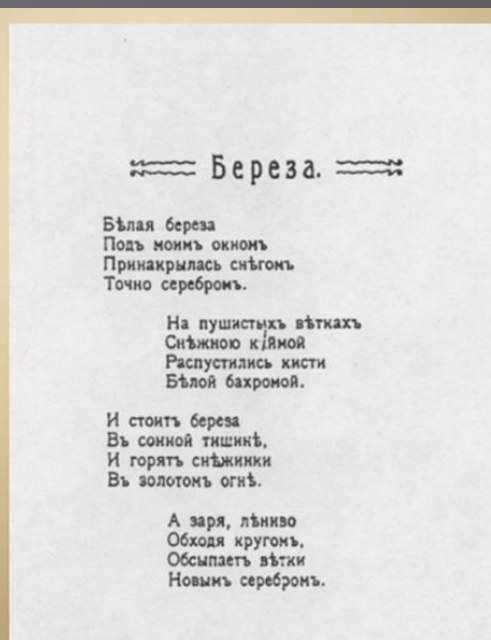 Береза.
Бѣлая береза
Подъ моимъ окномъ
Принакрылась снѣгомъ
Точно серебромъ.
На пушистыхъ вѣткахъ
Снѣжною каймой
Распустились кисти
Бѣлой бахромой.
И стоитъ береза
Въ сонной тишинѣ,
И горятъ снѣжинки
Въ золотомъ огнѣ.
А заря, лѣниво
Обходя кругомъ,
Обсыпаетъ вѣтки
Новымъ серебромъ.